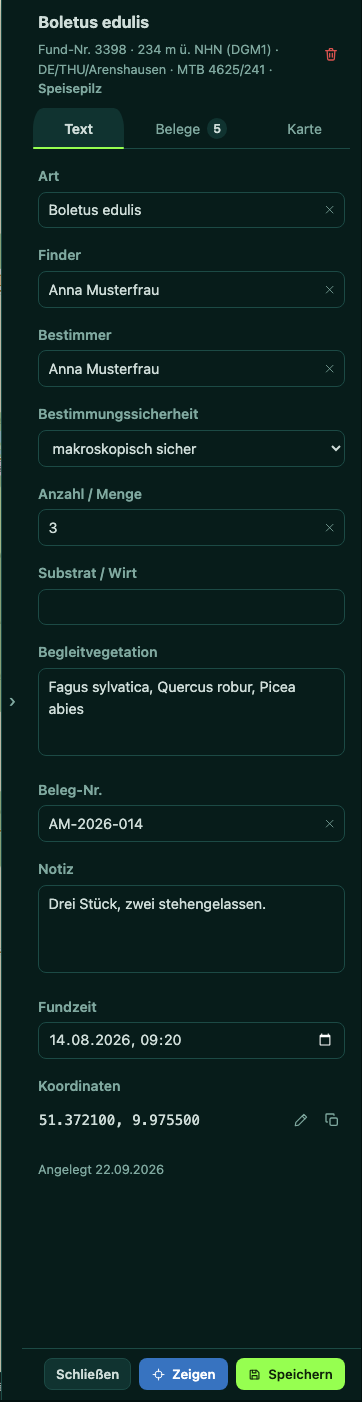 Boletus edulis
Fund-Nr. 3398 · 234 m ü. NHN (DGM1) ·
DE/THU/Arenshausen · MTB 4625/241 ·
Speisepilz
Text Belege 5 Karte
Art
Boletus edulis
Finder
Anna Musterfrau
Bestimmer
Anna Musterfrau
Bestimmungssicherheit
makroskopisch sicher
Anzahl / Menge
3
Substrat / Wirt
Begleitvegetation
Fagus sylvatica, Quercus robur, Picea
abies
Beleg-Nr.
AM-2026-014
Notiz
Drei Stück, zwei stehengelassen.
Fundzeit
14.08.2026, 09:20
Koordinaten
51.372100, 9.975500
Angelegt 22.09.2026
Schließen Zeigen Speichern